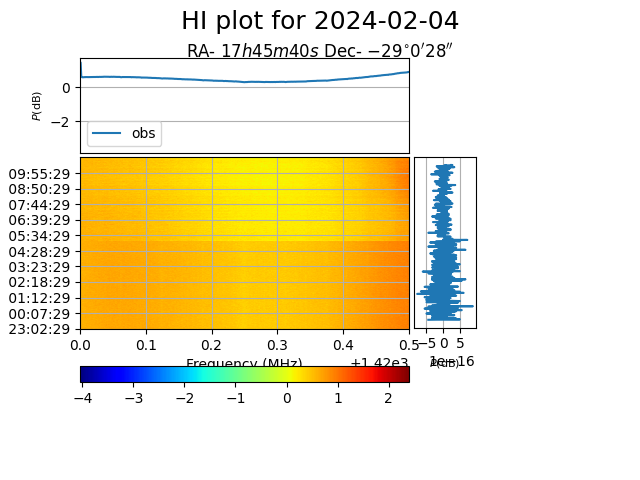 HI plot for 2024-02-04
RA- 17h45m40s Dec- −29°0′28″
P(dB)
0
−2
obs
09:55:29
08:50:29
07:44:29
06:39:29
05:34:29
04:28:29
03:23:29
02:18:29
01:12:29
00:07:29
23:02:29
0.0 0.1 0.2 0.3 0.4 0.5
Frequency (MHz)
+1.42e3
−5 0 5
1e−16
P(dB)
−4 −3 −2 −1 0 1 2